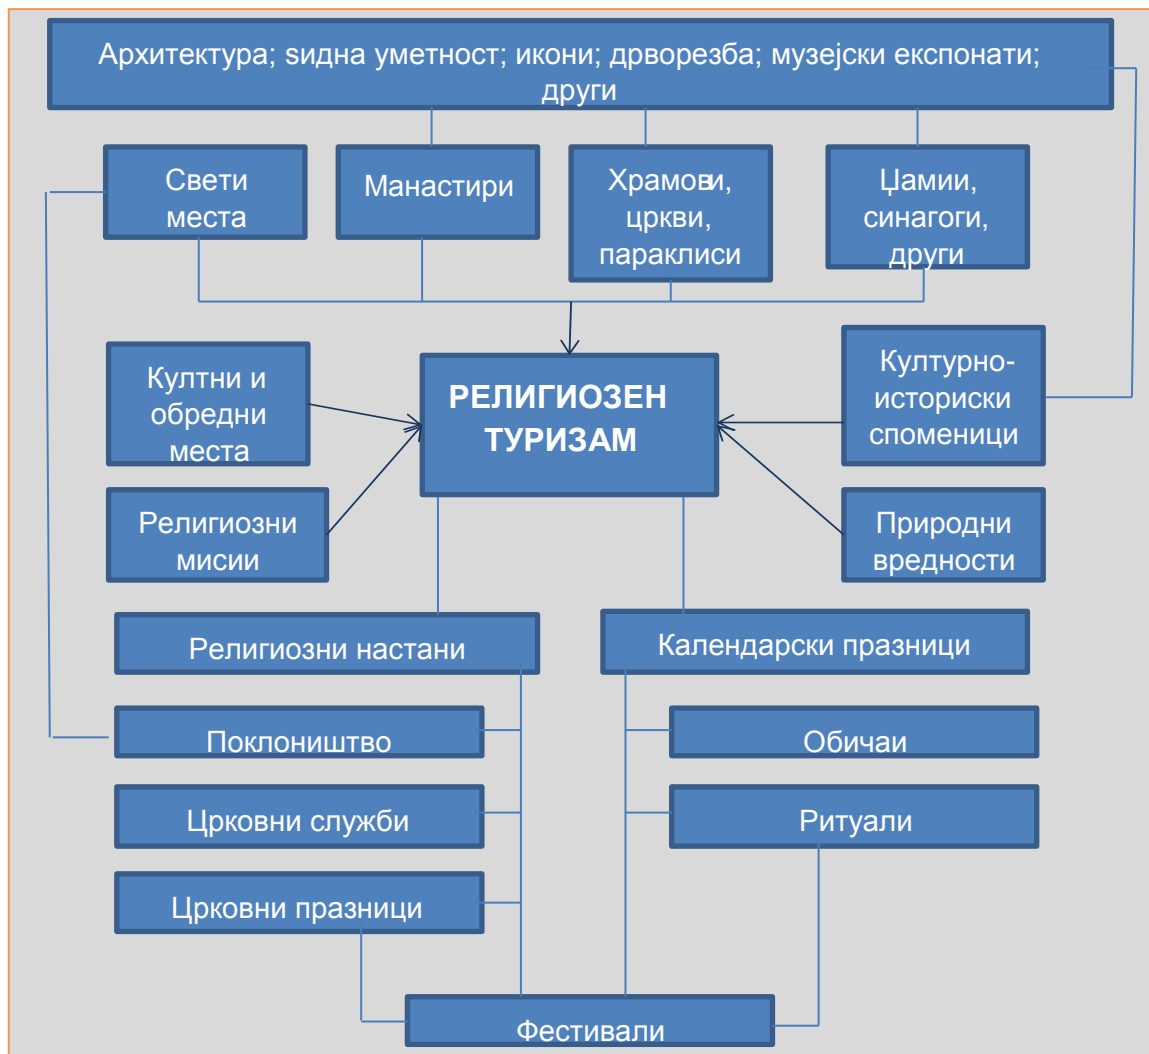 Архитектура; ѕидна уметност; икони; дрворезба; музејски експонати;
други
Свети
места
Манастири
Храмови,
цркви,
параклиси
Џамии,
синагоги,
други
Култни и
обредни
места
РЕЛИГИОЗЕН
ТУРИЗАМ
Културно-
историски
споменици
Религиозни
мисии
Природни
вредности
Религиозни настани
Календарски празници
Поклоништво
Обичаи
Црковни служби
Ритуали
Црковни празници
Фестивали